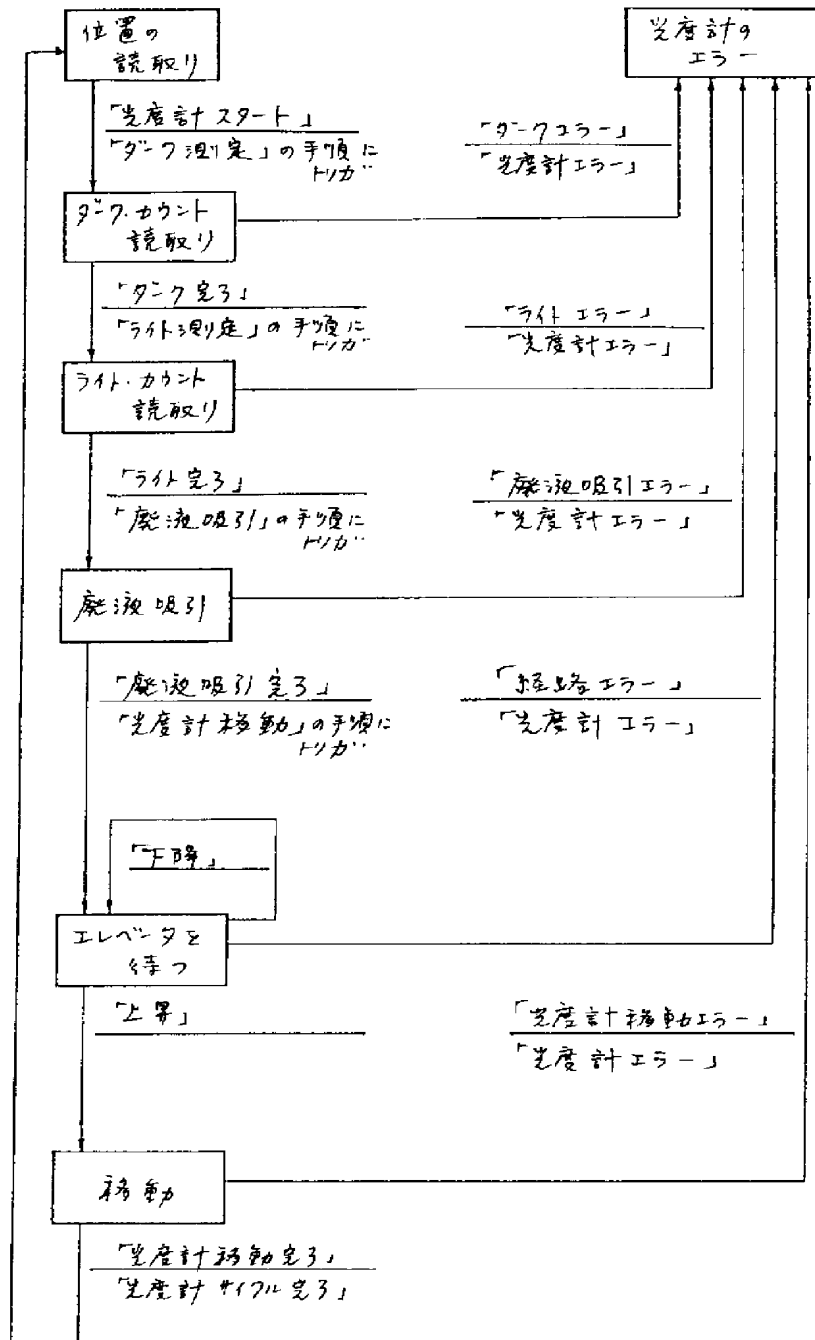 位置の
読取り
光度計の
エラー
「光度計スタート」
「ダーク測定」の手順に
トリガ
「ダークエラー」
「光度計エラー」
ダーク・カウント
読取り
「ダーク完了」
「ライト測定」の手順に
トリガ
「ライトエラー」
「光度計エラー」
ライト・カウント
読取り
「ライト完了」
「廃液吸引」の手順に
トリガ
「廃液吸引エラー」
「光度計エラー」
廃液吸引
「廃液吸引完了」
「光度計移動」の手順に
トリガ
「経路エラー」
「光度計エラー」
「下降」
エレベータを
待つ
「上昇」
「光度計移動エラー」
「光度計エラー」
移動
「光度計移動完了」
「光度計サイクル完了」